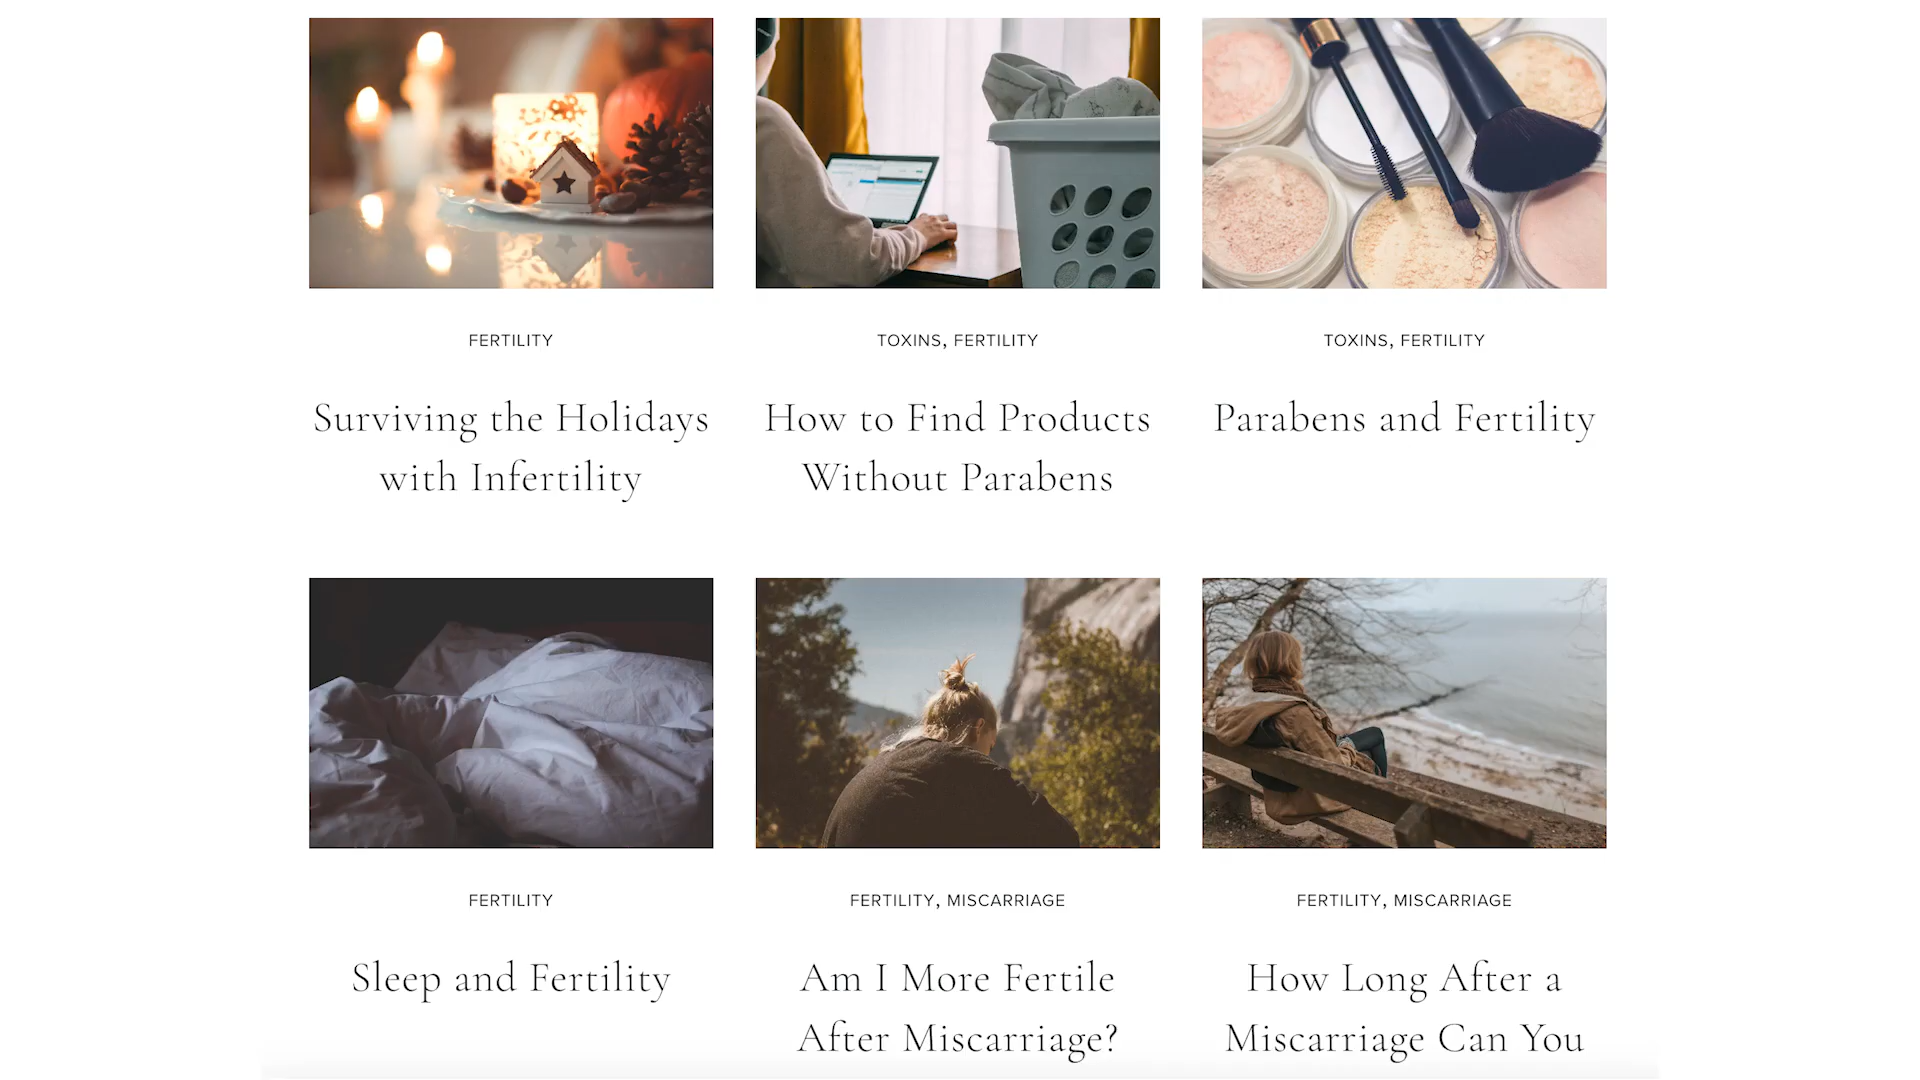 FERTILITY
Surviving the Holidays
with Infertility
TOXINS, FERTILITY
How to Find Products
Without Parabens
TOXINS, FERTILITY
Parabens and Fertility
FERTILITY
Sleep and Fertility
FERTILITY, MISCARRIAGE
Am I More Fertile
After Miscarriage?
FERTILITY, MISCARRIAGE
How Long After a
Miscarriage Can You